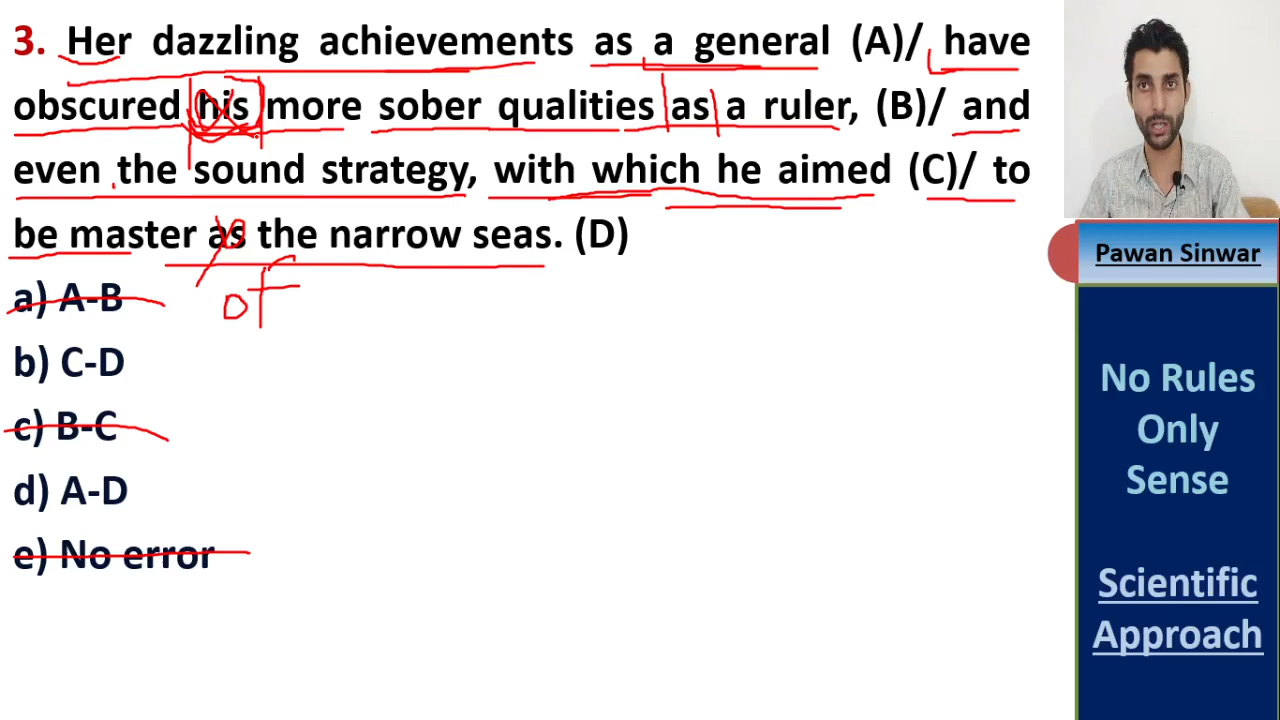 3. Her dazzling achievements as a general (A)/ have
obscured his more sober qualities as a ruler, (B)/ and
even the sound strategy, with which he aimed (C)/ to
be master as the narrow seas. (D)
of
a) A-B
b) C-D
c) B-C
d) A-D
e) No error
Pawan Sinwar
No Rules
Only
Sense
Scientific
Approach